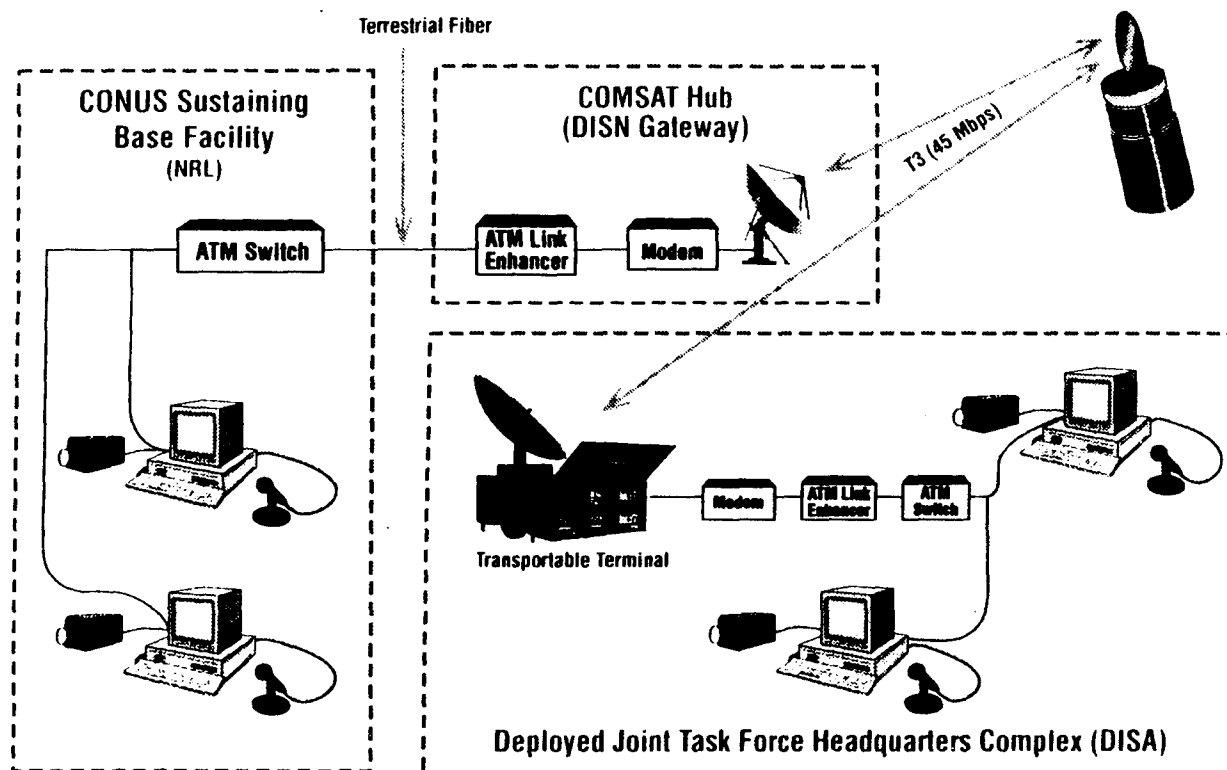 Terrestrial Fiber
CONUS Sustaining
Base Facility
(NRL)
COMSAT Hub
(DISN Gateway)
T3 (45 Mbps)
ATM Switch
ATM Link
Enhancer
Modem
Modem
ATM Link
Enhancer
ATM
Switch
Transportable Terminal
Deployed Joint Task Force Headquarters Complex (DISA)